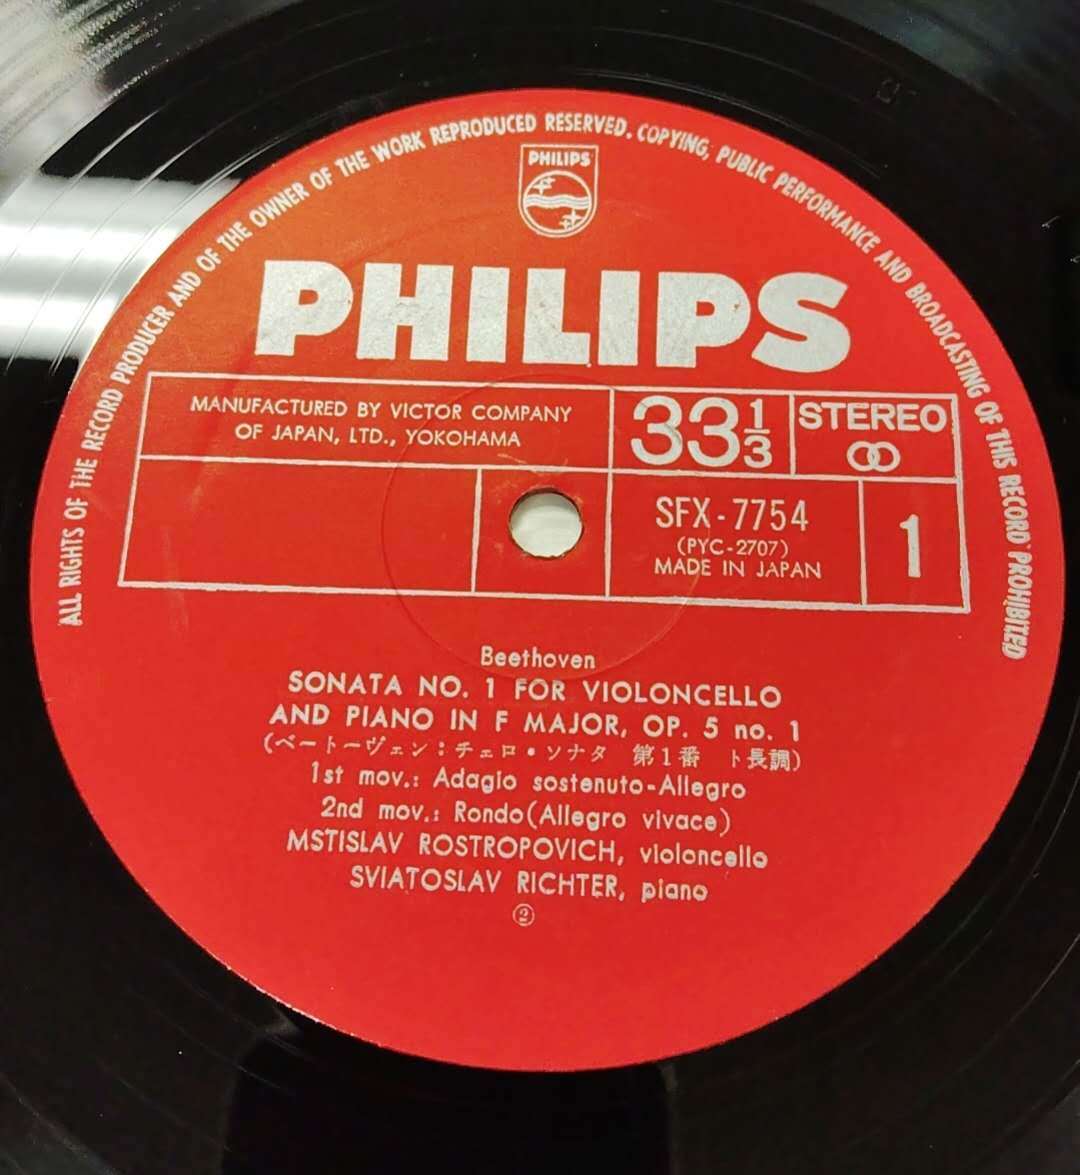 ALL RIGHTS OF THE RECORD PRODUCER AND OF THE OWNER OF THE WORK REPRODUCED RESERVED. COPYING, PUBLIC PERFORMANCE AND BROADCASTING OF THIS RECORD PROHIBITED
PHILIPS
PHILIPS
MANUFACTURED BY VICTOR COMPANY
OF JAPAN, LTD., YOKOHAMA
33 1/3
STEREO
SFX-7754
(PYC-2707)
MADE IN JAPAN
1
Beethoven
SONATA NO. 1 FOR VIOLONCELLO
AND PIANO IN F MAJOR, OP. 5 no. 1
(ベートーヴェン:チェロ・ソナタ 第1番 ト長調)
1st mov.: Adagio sostenuto-Allegro
2nd mov.: Rondo(Allegro vivace)
MSTISLAV ROSTROPOVICH, violoncello
SVIATOSLAV RICHTER, piano
②